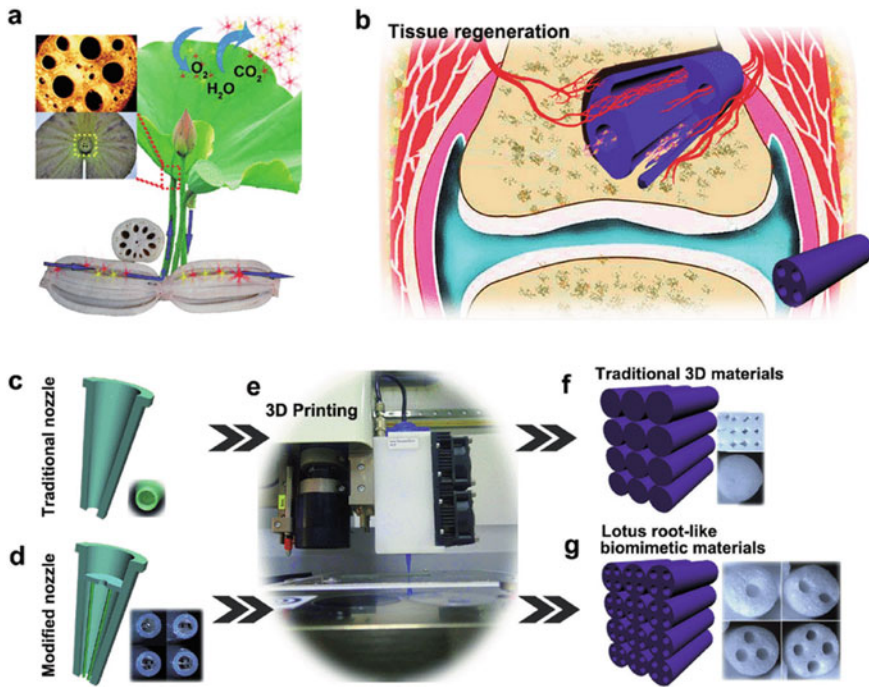 a
O2
H2O
CO2
b
Tissue regeneration
c
Traditional nozzle
d
Modified nozzle
e
3D Printing
f
Traditional 3D materials
g
Lotus root-like
biomimetic materials